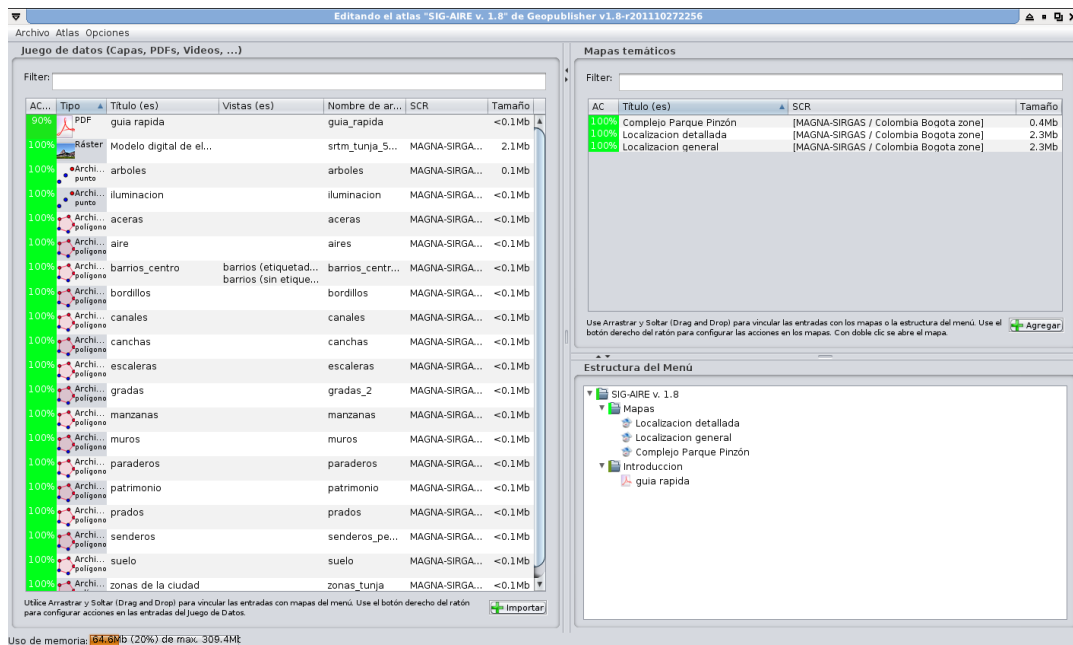 Editando el atlas "SIG-AIRE v. 1.8" de Geopublisher v1.8-r201110272256
Archivo Atlas Opciones
Juego de datos (Capas, PDFs, Videos, ...)
Filter:
AC... Tipo Título (es) Vistas (es) Nombre de ar... SCR Tamaño
90% PDF guia rapida guia_rapida <0.1Mb
100% Ráster Modelo digital de el... srtm_tunja_5... MAGNA-SIRGA... 2.1Mb
100% Archi... punto arboles arboles MAGNA-SIRGA... 0.1Mb
100% Archi... punto iluminacion iluminacion MAGNA-SIRGA... <0.1Mb
100% Archi... polígono aceras aceras MAGNA-SIRGA... <0.1Mb
100% Archi... polígono aire aires MAGNA-SIRGA... <0.1Mb
100% Archi... polígono barrios_centro barrios (etiquetad... barrios_centr... MAGNA-SIRGA... <0.1Mb
barrios (sin etique...
100% Archi... polígono bordillos bordillos MAGNA-SIRGA... <0.1Mb
100% Archi... polígono canales canales MAGNA-SIRGA... <0.1Mb
100% Archi... polígono canchas canchas MAGNA-SIRGA... <0.1Mb
100% Archi... polígono escaleras escaleras MAGNA-SIRGA... <0.1Mb
100% Archi... polígono gradas gradas_2 MAGNA-SIRGA... <0.1Mb
100% Archi... polígono manzanas manzanas MAGNA-SIRGA... <0.1Mb
100% Archi... polígono muros muros MAGNA-SIRGA... <0.1Mb
100% Archi... polígono paraderos paraderos MAGNA-SIRGA... <0.1Mb
100% Archi... polígono patrimonio patrimonio MAGNA-SIRGA... <0.1Mb
100% Archi... polígono prados prados MAGNA-SIRGA... <0.1Mb
100% Archi... polígono senderos senderos_pe... MAGNA-SIRGA... <0.1Mb
100% Archi... polígono suelo suelo MAGNA-SIRGA... <0.1Mb
100% Archi... zonas de la ciudad zonas_tunja MAGNA-SIRGA... <0.1Mb
Utilice Arrastrar y Soltar (Drag and Drop) para vincular las entradas con mapas del menú. Use el botón derecho del ratón
para configurar acciones en las entradas del Juego de Datos.
Importar
Uso de memoria: 64.6Mb (20%) de max. 309.4Mb
Mapas temáticos
Filter:
AC Título (es) SCR Tamaño
100% Complejo Parque Pinzón [MAGNA-SIRGAS / Colombia Bogota zone] 0.4Mb
100% Localizacion detallada [MAGNA-SIRGAS / Colombia Bogota zone] 2.3Mb
100% Localizacion general [MAGNA-SIRGAS / Colombia Bogota zone] 2.3Mb
Use Arrastrar y Soltar (Drag and Drop) para vincular las entradas con los mapas o la estructura del menú. Use el
botón derecho del ratón para configurar las acciones en los mapas. Con doble clic se abre el mapa.
Agregar
Estructura del Menú
SIG-AIRE v. 1.8
Mapas
Localizacion detallada
Localizacion general
Complejo Parque Pinzón
Introduccion
guia rapida